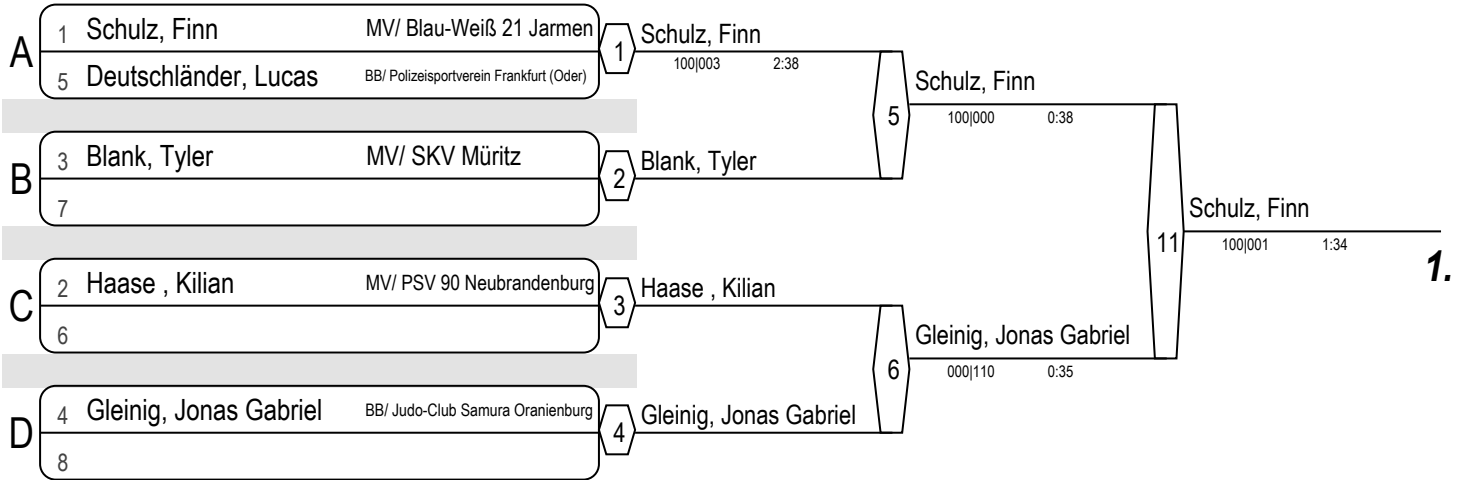 A
1 Schulz, Finn MV/ Blau-Weiß 21 Jarmen
5 Deutschländer, Lucas BB/ Polizeisportverein Frankfurt (Oder)
1
Schulz, Finn
100|003 2:38
B
3 Blank, Tyler MV/ SKV Müritz
7
2
Blank, Tyler
5
Schulz, Finn
100|000 0:38
C
2 Haase , Kilian MV/ PSV 90 Neubrandenburg
6
3
Haase , Kilian
D
4 Gleinig, Jonas Gabriel BB/ Judo-Club Samura Oranienburg
8
4
Gleinig, Jonas Gabriel
6
Gleinig, Jonas Gabriel
000|110 0:35
11
Schulz, Finn
100|001 1:34
1.